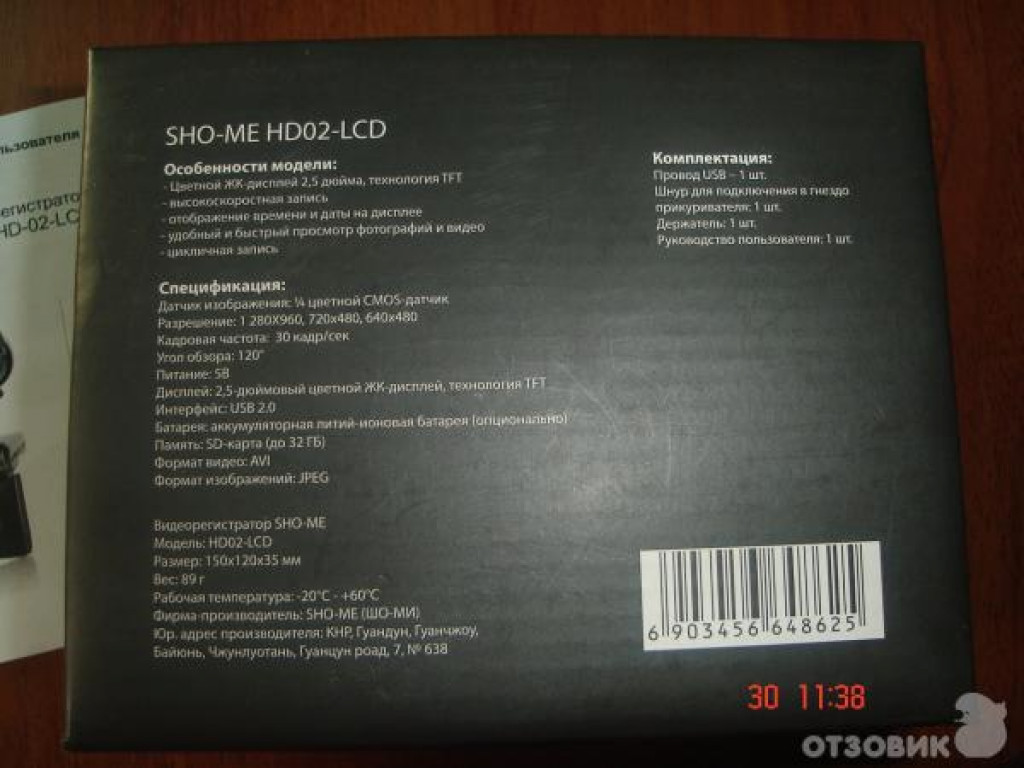 SHO-ME HD02-LCD
Особенности модели:
- Цветной ЖК-дисплей 2,5 дюйма, технология TFT
- высокоскоростная запись
- отображение времени и даты на дисплее
- удобный и быстрый просмотр фотографий и видео
- цикличная запись
Комплектация:
Провод USB – 1 шт.
Шнур для подключения в гнездо
прикуривателя: 1 шт.
Держатель: 1 шт.
Руководство пользователя: 1 шт.
Спецификация:
Датчик изображения: ¼ цветной CMOS-датчик
Разрешение: 1 280X960, 720x480, 640x480
Кадровая частота: 30 кадр/сек
Угол обзора: 120°
Питание: 5В
Дисплей: 2,5-дюймовый цветной ЖК-дисплей, технология TFT
Интерфейс: USB 2.0
Батарея: аккумуляторная литий-ионовая батарея (опционально)
Память: SD-карта (до 32 ГБ)
Формат видео: AVI
Формат изображений: JPEG
Видеорегистратор SHO-ME
Модель: HD02-LCD
Размер: 150x120x35 мм
Вес: 89 г
Рабочая температура: -20°C - +60°C
Фирма-производитель: SHO-ME (ШО-МИ)
Юр. адрес производителя: КНР, Гуандун, Гуанчжоу,
Байюнь, Чжунлуотань, Гуанцун роад, 7, № 638
6 903456 648625
льзователя
егистрато
HD-02-LC
30 11:38
ОТЗОВИК